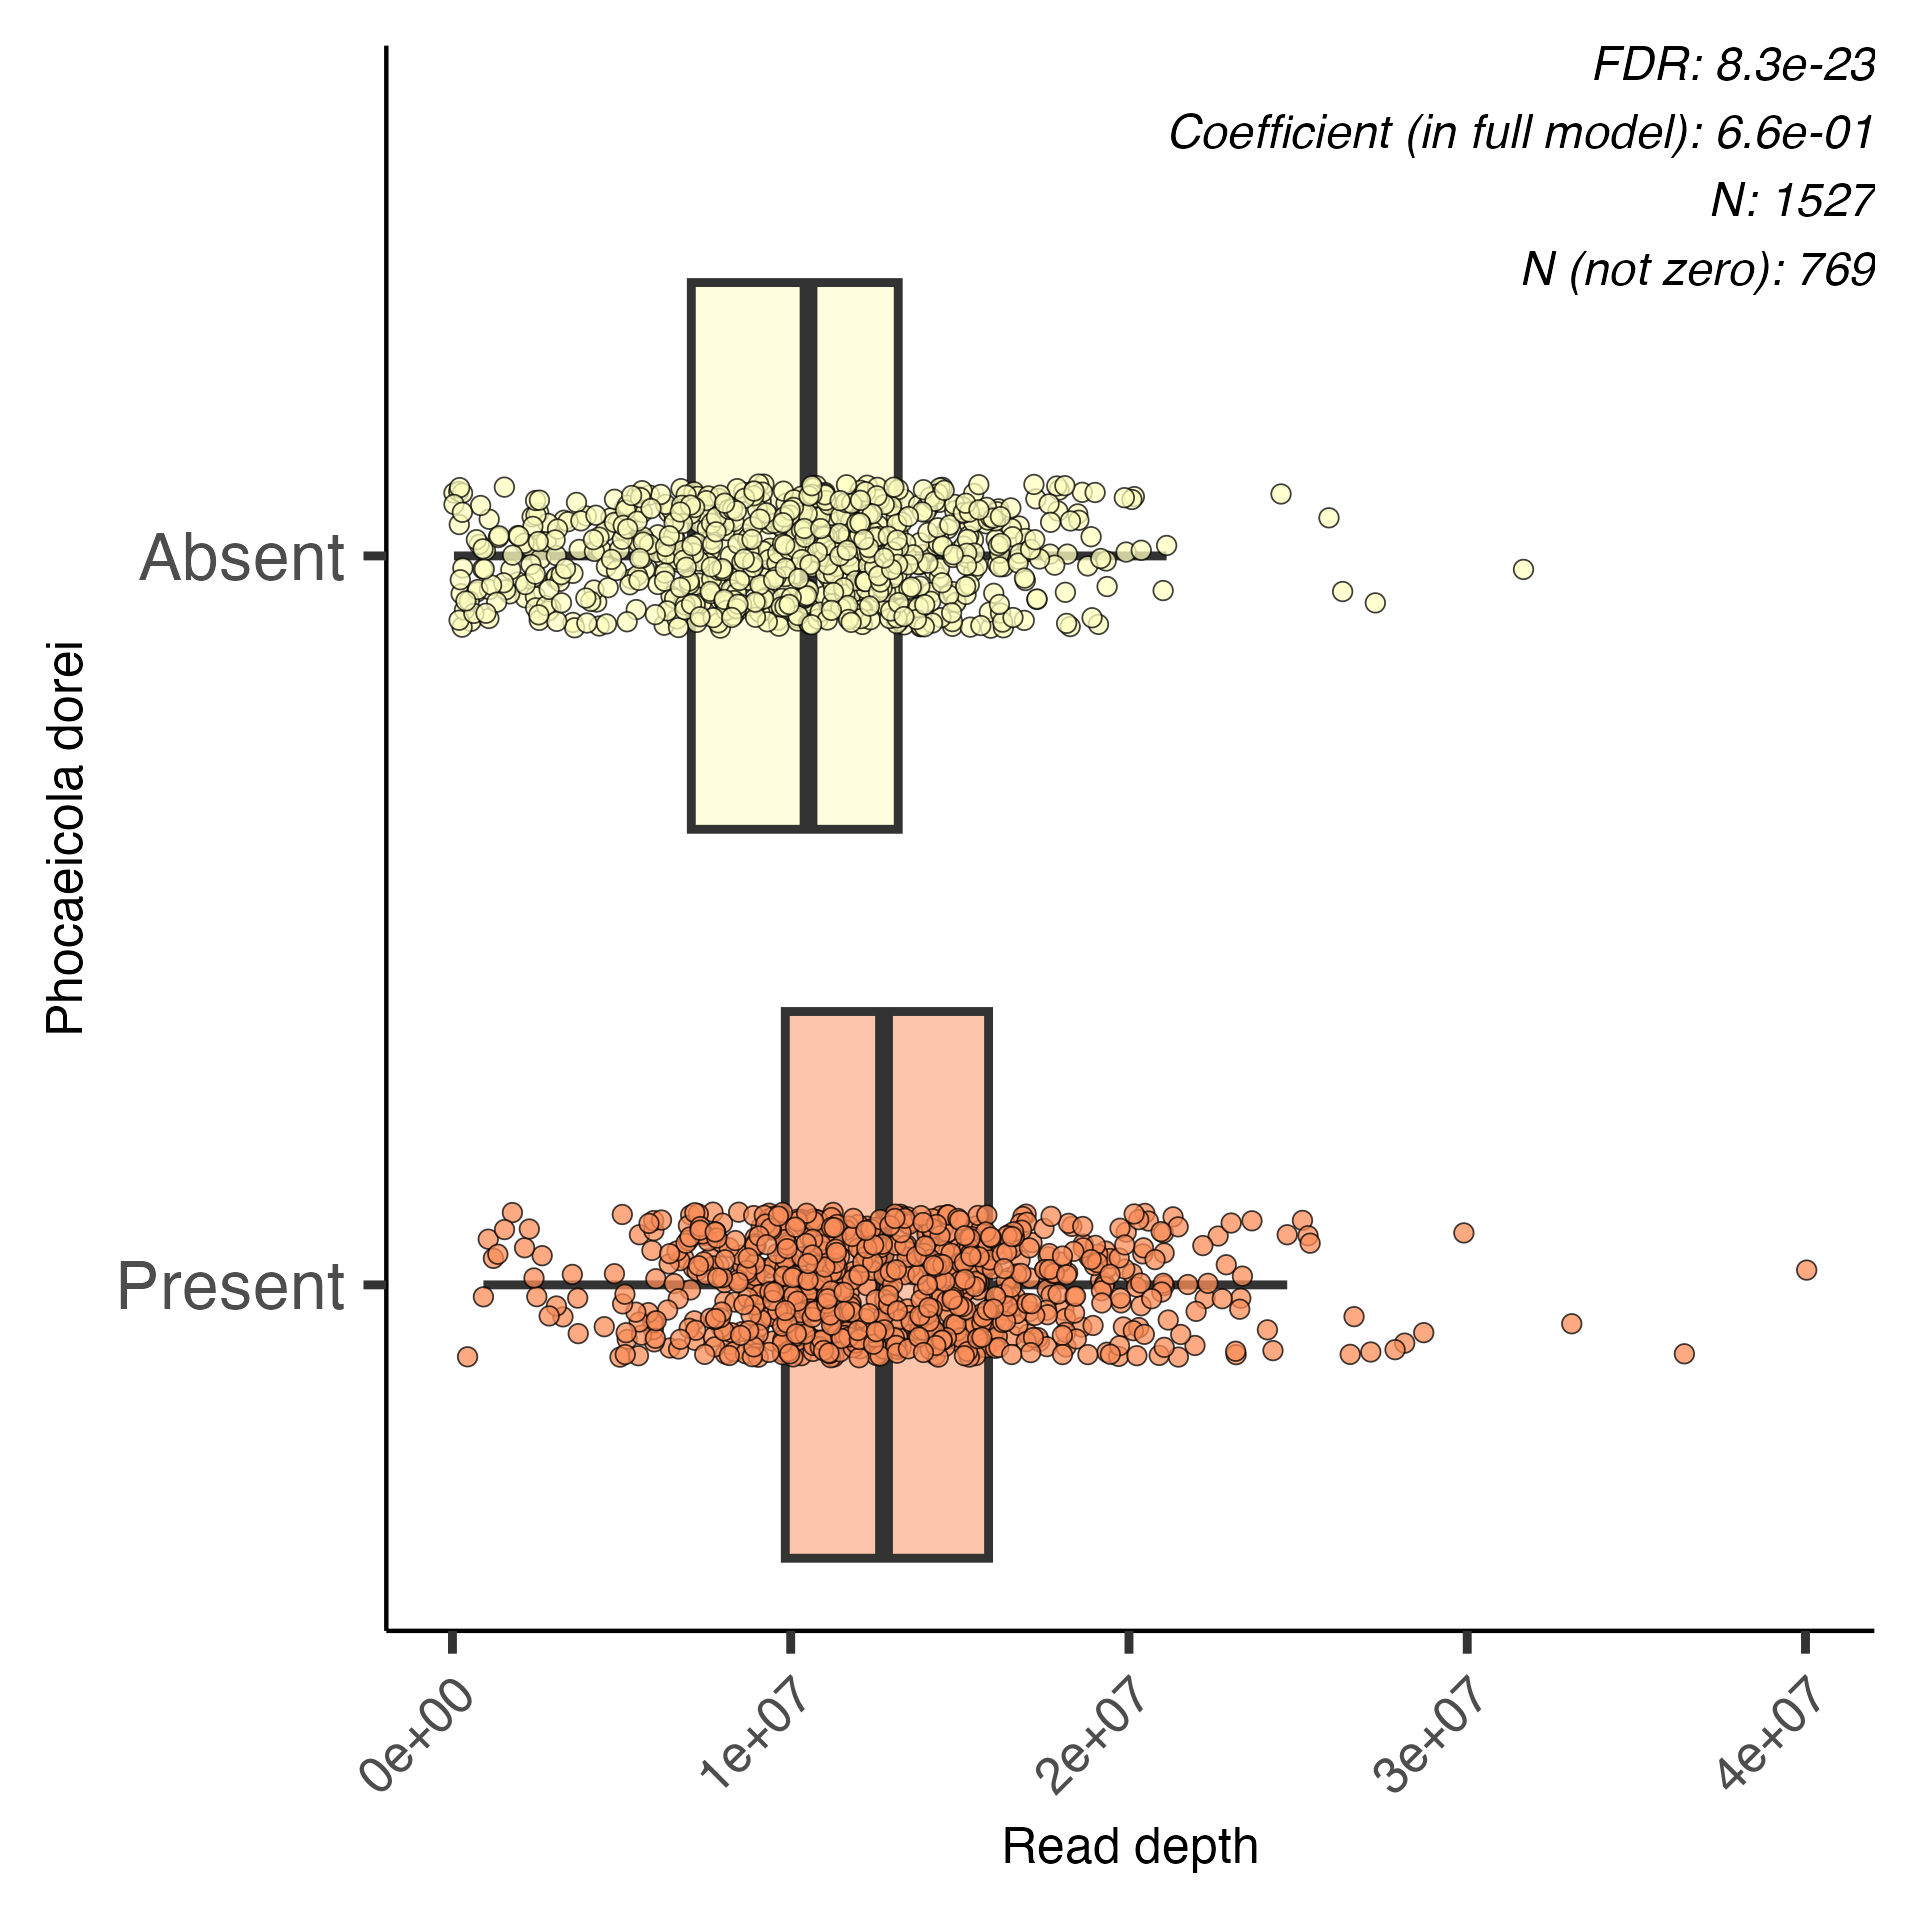 FDR: 8.3e-23
Coefficient (in full model): 6.6e-01
N: 1527
N (not zero): 769
Absent
Present
Phocaeicola dorei
0e+00
1e+07
2e+07
3e+07
4e+07
Read depth